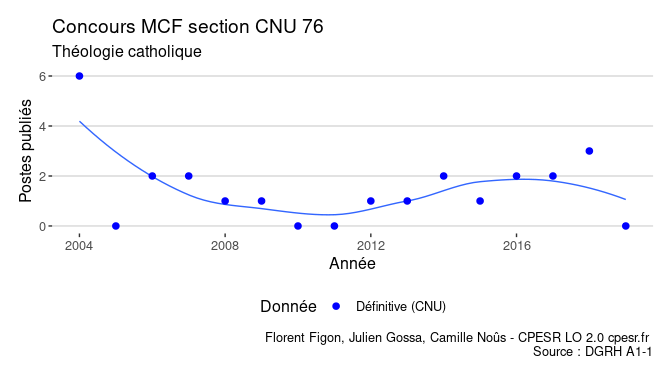 Concours MCF section CNU 76
Théologie catholique
6
4
2
0
Postes publiés
2004 2008 2012 2016
Année
Donnée Définitive (CNU)
Florent Figon, Julien Gossa, Camille Noûs - CPESR LO 2.0 cpesr.fr
Source : DGRH A1-1